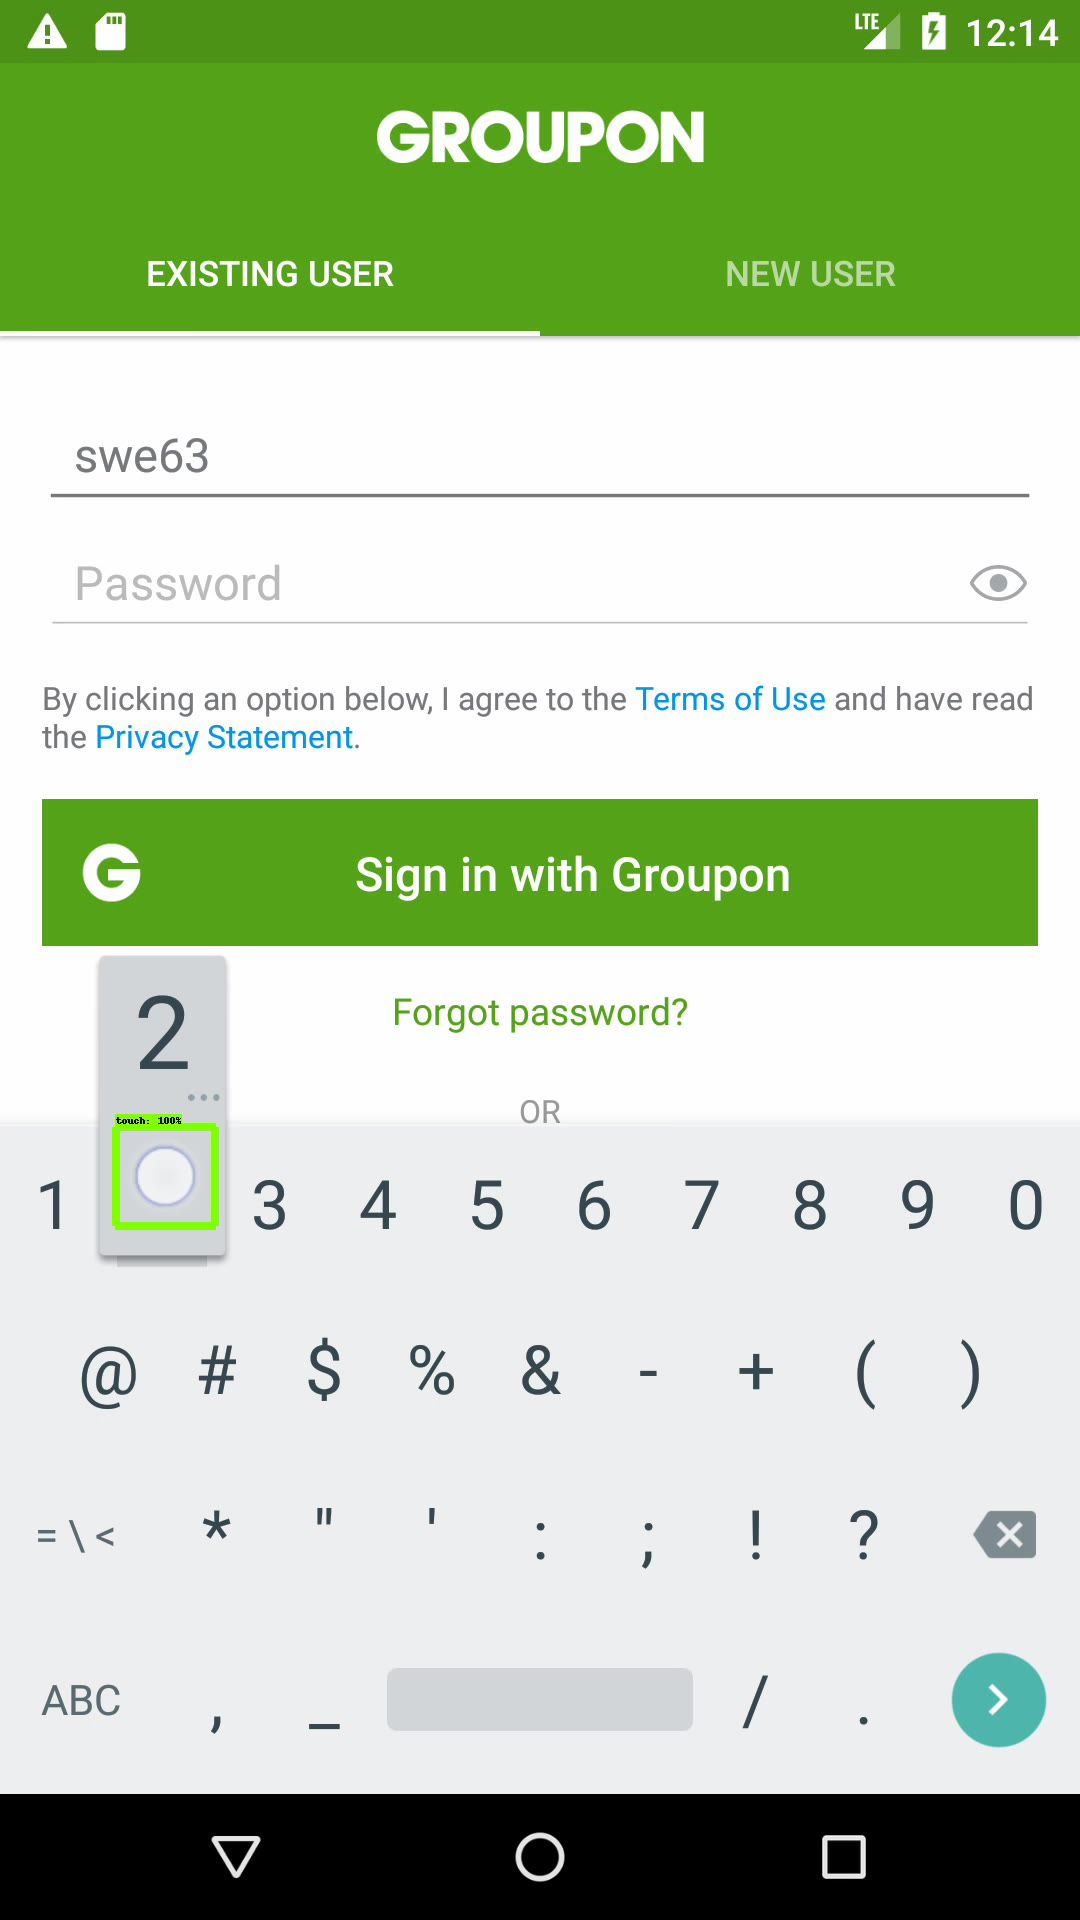 LTE 12:14
GROUPON
EXISTING USER NEW USER
swe63
Password
By clicking an option below, I agree to the Terms of Use and have read
the Privacy Statement.
G Sign in with Groupon
2
Forgot password?
touch: 100%
OR
1 3 4 5 6 7 8 9 0
@ # $ % & - + ( )
= \ < * " ' : ; ! ?
ABC , _ / .